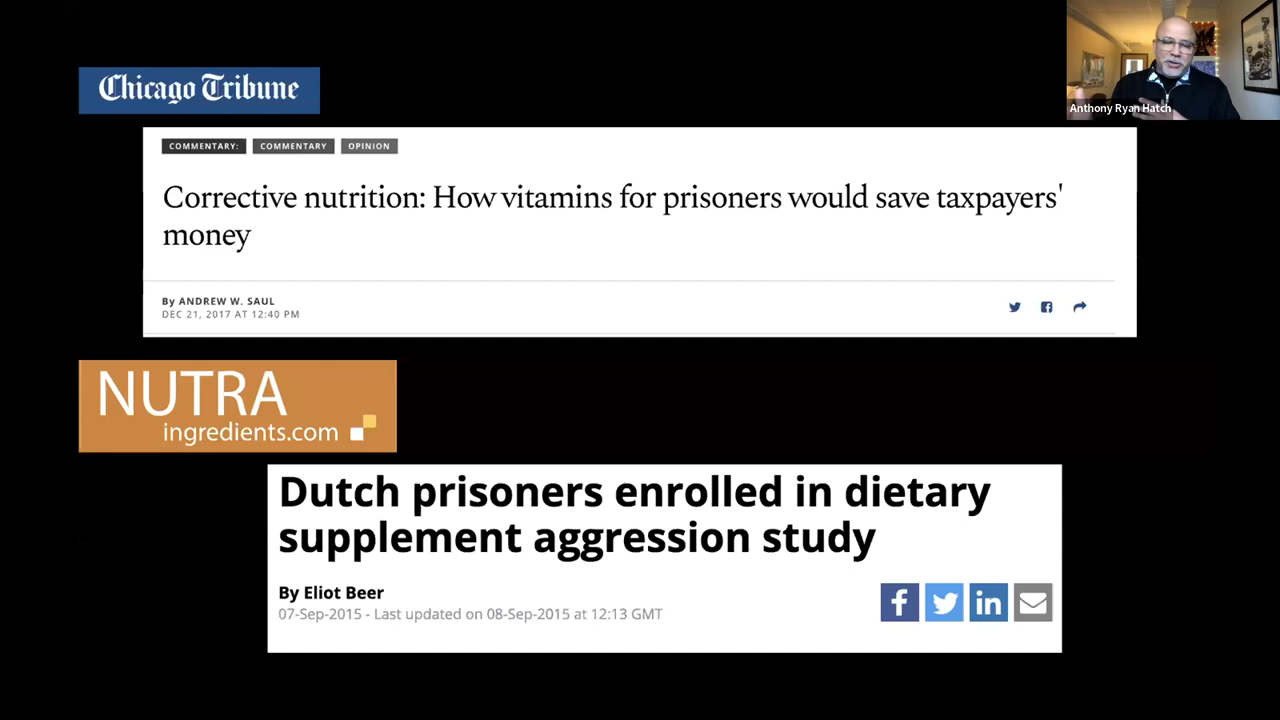 Anthony Ryan Hatch
Chicago Tribune
COMMENTARY: COMMENTARY OPINION
Corrective nutrition: How vitamins for prisoners would save taxpayers'
money
By ANDREW W. SAUL
DEC 21, 2017 AT 12:40 PM
NUTRA
ingredients.com
Dutch prisoners enrolled in dietary
supplement aggression study
By Eliot Beer
07-Sep-2015 - Last updated on 08-Sep-2015 at 12:13 GMT